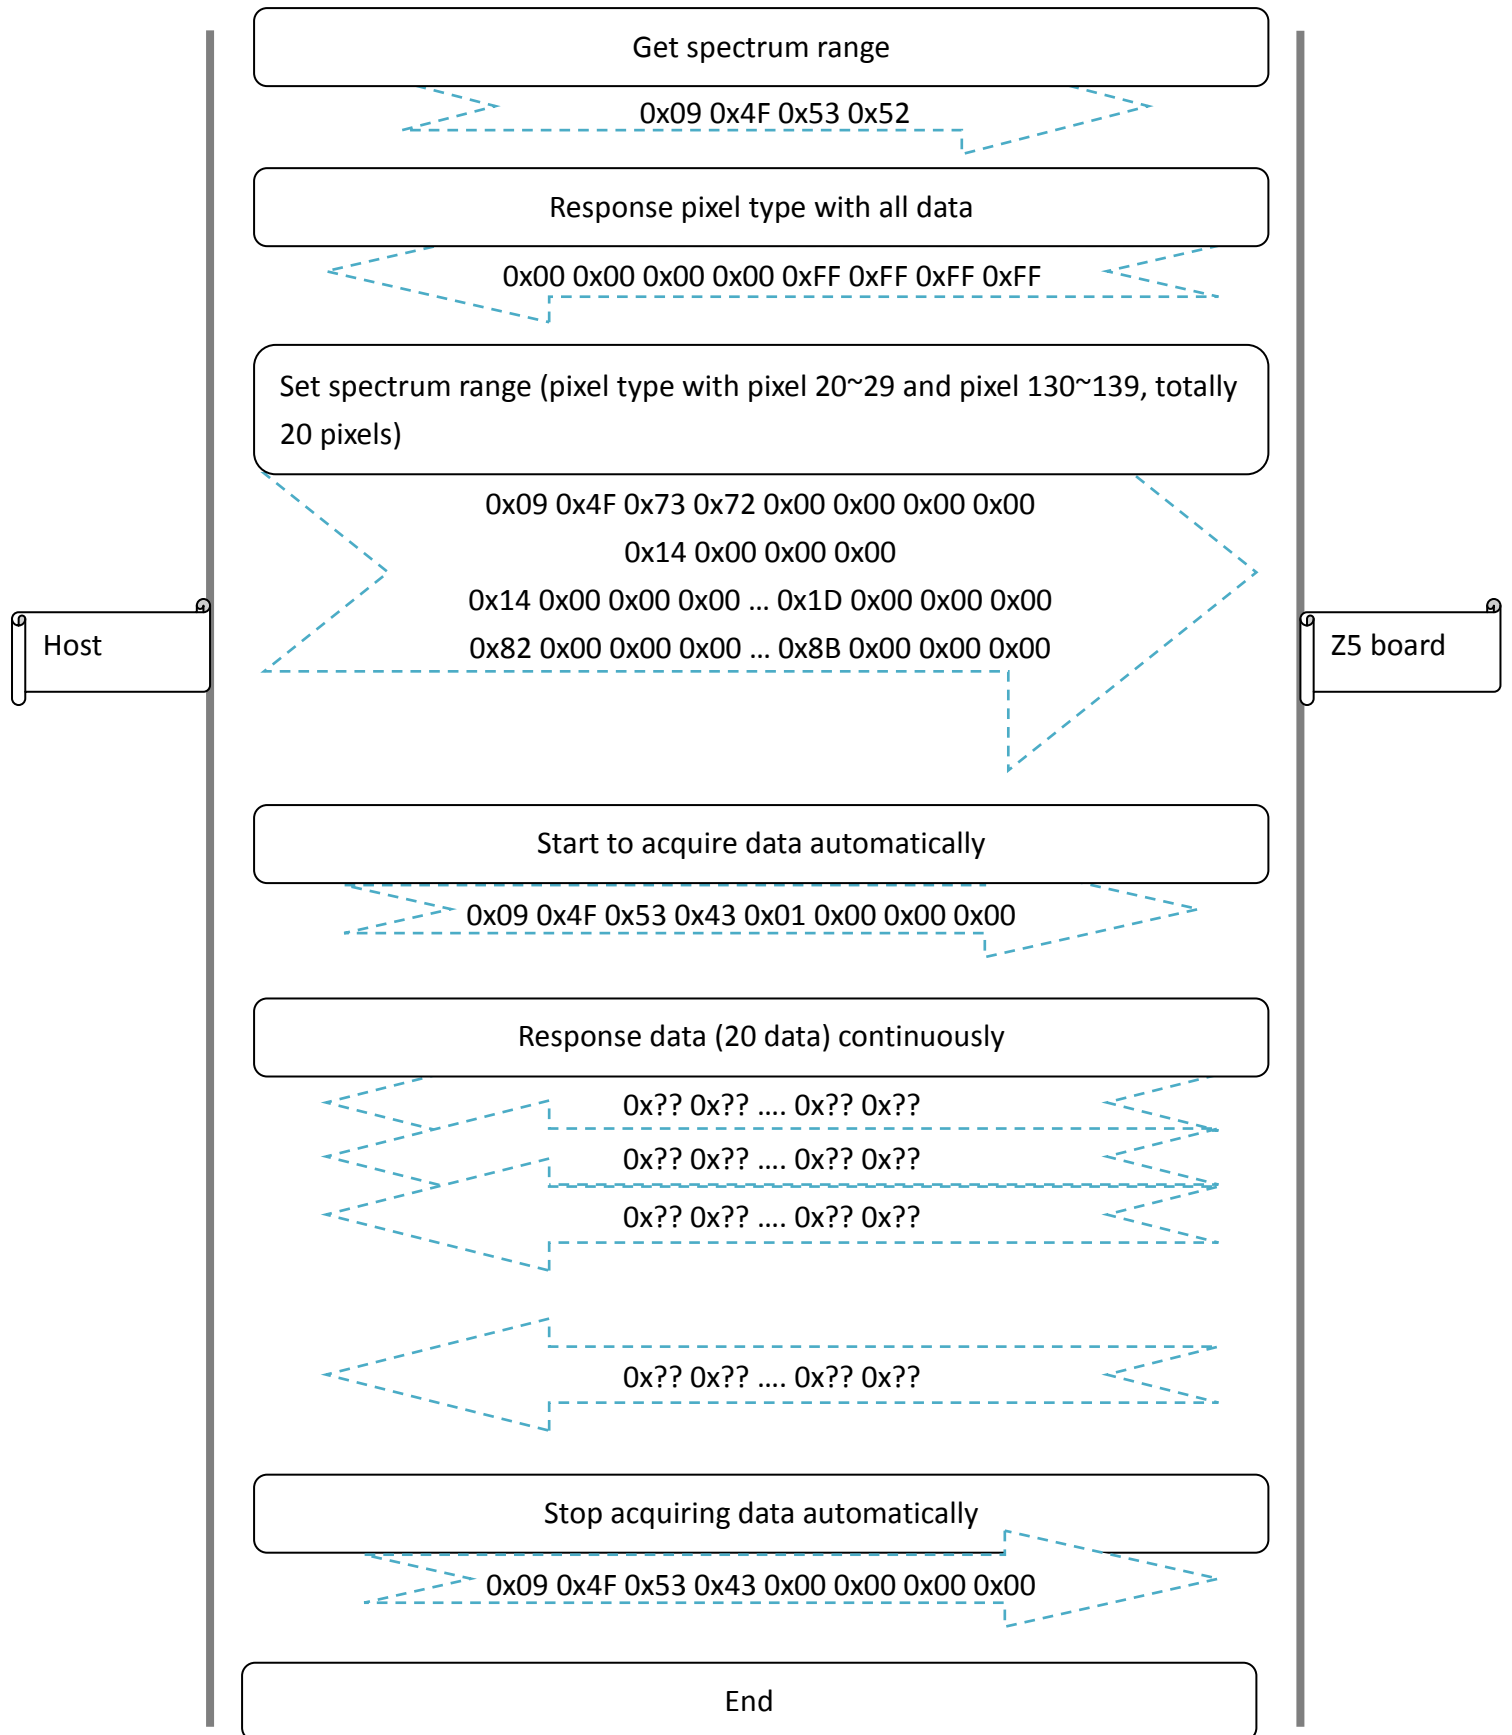 Get spectrum range
0x09 0x4F 0x53 0x52
Response pixel type with all data
0x00 0x00 0x00 0x00 0xFF 0xFF 0xFF 0xFF
Set spectrum range (pixel type with pixel 20~29 and pixel 130~139, totally
20 pixels)
0x09 0x4F 0x73 0x72 0x00 0x00 0x00 0x00
0x14 0x00 0x00 0x00
0x14 0x00 0x00 0x00 ... 0x1D 0x00 0x00 0x00
0x82 0x00 0x00 0x00 ... 0x8B 0x00 0x00 0x00
Host
Z5 board
Start to acquire data automatically
0x09 0x4F 0x53 0x43 0x01 0x00 0x00 0x00
Response data (20 data) continuously
0x?? 0x?? .... 0x?? 0x??
0x?? 0x?? .... 0x?? 0x??
0x?? 0x?? .... 0x?? 0x??
0x?? 0x?? .... 0x?? 0x??
Stop acquiring data automatically
0x09 0x4F 0x53 0x43 0x00 0x00 0x00 0x00
End